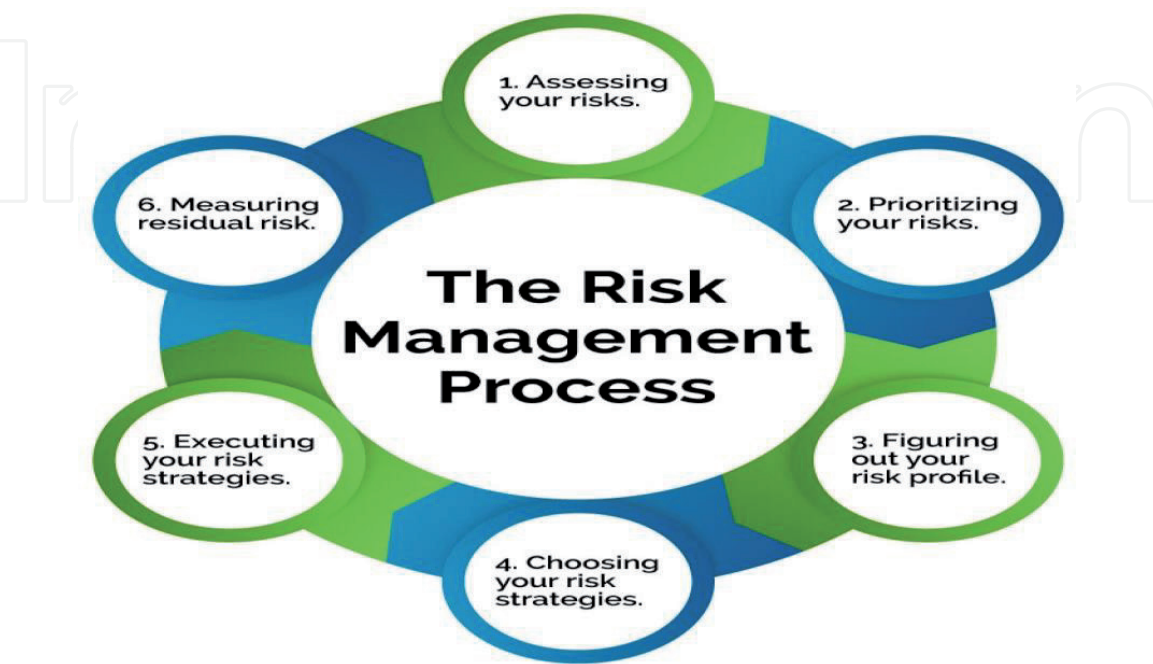 The Risk
Management
Process
1. Assessing
your risks.
2. Prioritizing
your risks.
3. Figuring
out your
risk profile.
4. Choosing
your risk
strategies.
5. Executing
your risk
strategies.
6. Measuring
residual risk.